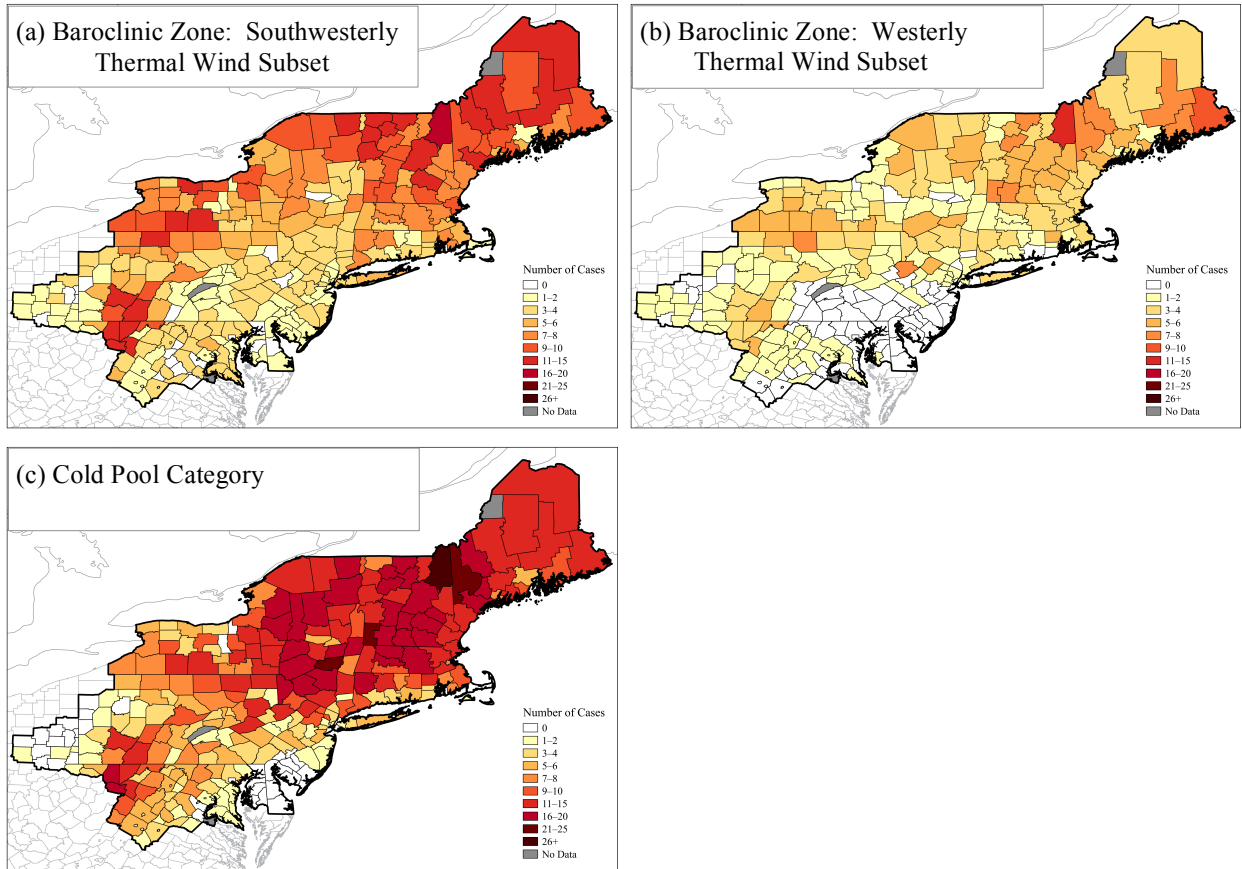 (a) Baroclinic Zone: Southwesterly
Thermal Wind Subset
Number of Cases
0
1–2
3–4
5–6
7–8
9–10
11–15
16–20
21–25
26+
No Data
(b) Baroclinic Zone: Westerly
Thermal Wind Subset
Number of Cases
0
1–2
3–4
5–6
7–8
9–10
11–15
16–20
21–25
26+
No Data
(c) Cold Pool Category
Number of Cases
0
1–2
3–4
5–6
7–8
9–10
11–15
16–20
21–25
26+
No Data